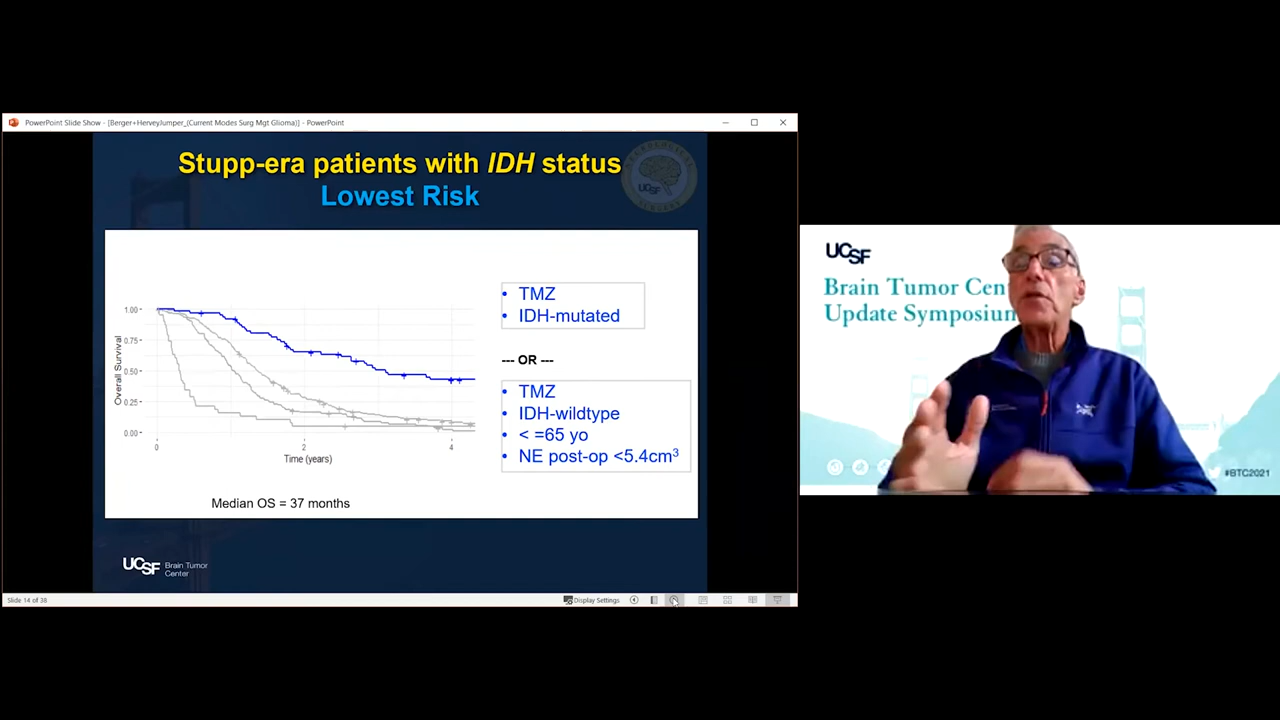 PowerPoint Slide Show - [Berger+HerveyJumper_(Current Modes Surg Mgt Glioma)] - PowerPoint
Stupp-era patients with IDH status
Lowest Risk
UCSF
1.00
0.75
0.50
0.25
0.00
Overall Survival
0
2
4
Time (years)
Median OS = 37 months
• TMZ
• IDH-mutated
--- OR ---
• TMZ
• IDH-wildtype
• < =65 yo
• NE post-op <5.4cm³
UCSF Brain Tumor
Center
Slide 14 of 38
Display Settings
UCSF
Brain Tumor Cen
Update Symposium
#BTC2021